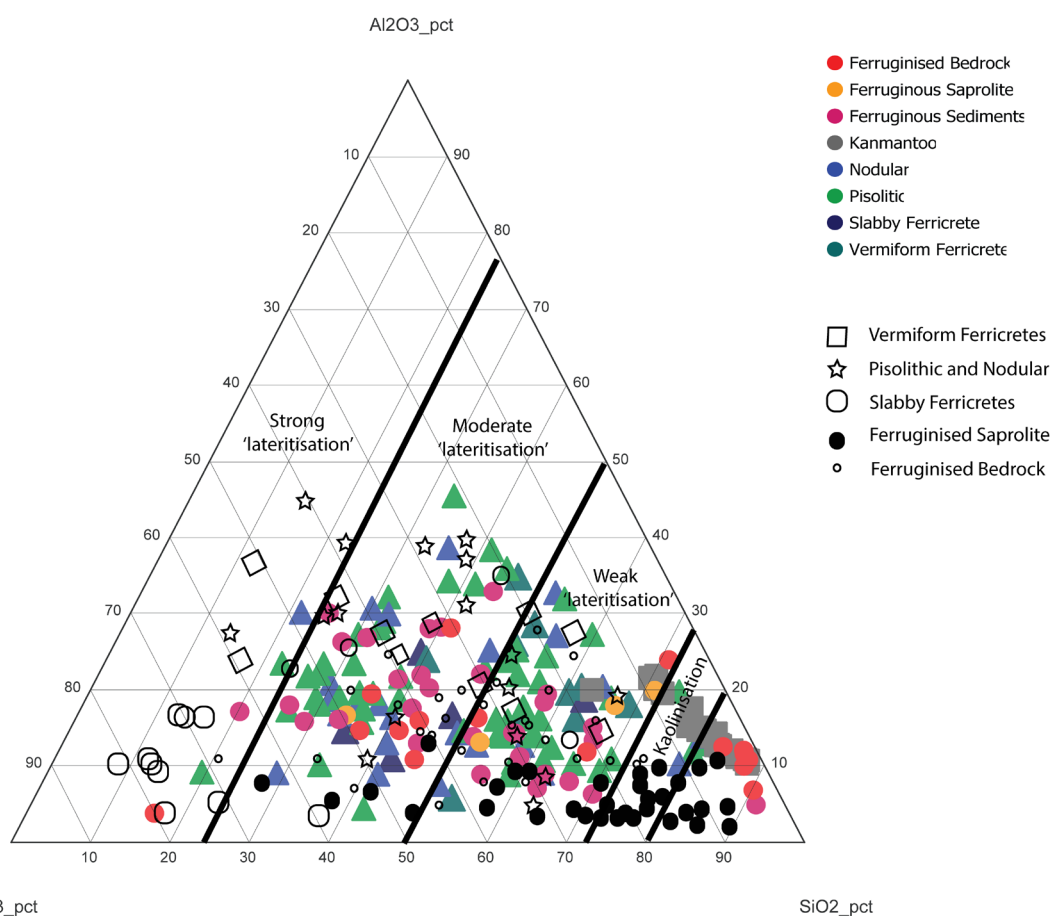 Al2O3_pct
Ferruginised Bedrock
Ferruginous Saprolite
Ferruginous Sediments
Kanmantoo
Nodular
Pisolitic
Slabby Ferricrete
Vermiform Ferricrete
Vermiform Ferricretes
Pisolithic and Nodular
Slabby Ferricretes
Ferruginised Saprolite
Ferruginised Bedrock
10 90
20 80
30 70
40 60
Strong
'lateritisation'
Moderate
'lateritisation'
50 50
60 40
Weak
'lateritisation'
70 30
80 20
Kaolinisation
90 10
10 20 30 40 50 60 70 80 90
3_pct SiO2_pct